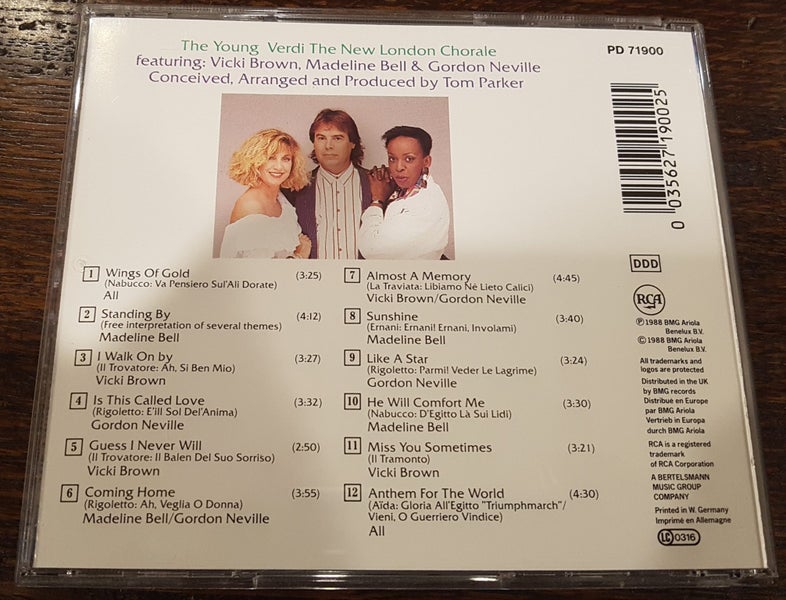 The Young Verdi The New London Chorale
featuring: Vicki Brown, Madeline Bell & Gordon Neville
Conceived, Arranged and Produced by Tom Parker
PD 71900
0 035627 190025
1 Wings Of Gold (3:25)
(Nabucco: Va Pensiero Sul'Ali Dorate)
All
2 Standing By (4:12)
(Free interpretation of several themes)
Madeline Bell
3 I Walk On by (3:27)
(Il Trovatore: Ah, Si Ben Mio)
Vicki Brown
4 Is This Called Love (3:32)
(Rigoletto: E'Ill Sol Del'Anima)
Gordon Neville
5 Guess I Never Will (2:50)
(Il Trovatore: Il Balen Del Suo Sorriso)
Vicki Brown
6 Coming Home (3:55)
(Rigoletto: Ah, Veglia O Donna)
Madeline Bell/Gordon Neville
7 Almost A Memory (4:45)
(La Traviata: Libiamo Né Lieto Calici)
Vicki Brown/Gordon Neville
8 Sunshine (3:40)
(Ernani: Ernani! Ernani, Involami)
Madeline Bell
9 Like A Star (3:24)
(Rigoletto: Parmi! Veder Le Lagrime)
Gordon Neville
10 He Will Comfort Me (3:30)
(Nabucco: D'Egitto Là Sui Lidi)
Madeline Bell
11 Miss You Sometimes (3:21)
(Il Tramonto)
Vicki Brown
12 Anthem For The World (4:30)
(Aïda: Gloria All'Egitto "Triumphmarch"/
Vieni, O Guerriero Vindice)
All
DDD
RCA
℗ 1988 BMG Ariola
Benelux B.V.
© 1988 BMG Ariola
Benelux B.V.
All trademarks and
logos are protected
Distributed in the UK
by BMG records
Distribué en Europe
par BMG Ariola
Vertrieb in Europa
durch BMG Ariola
RCA is a registered
trademark
of RCA Corporation
A BERTELSMANN
MUSIC GROUP
COMPANY
Printed in W. Germany
Imprimé en Allemagne
LC 0316